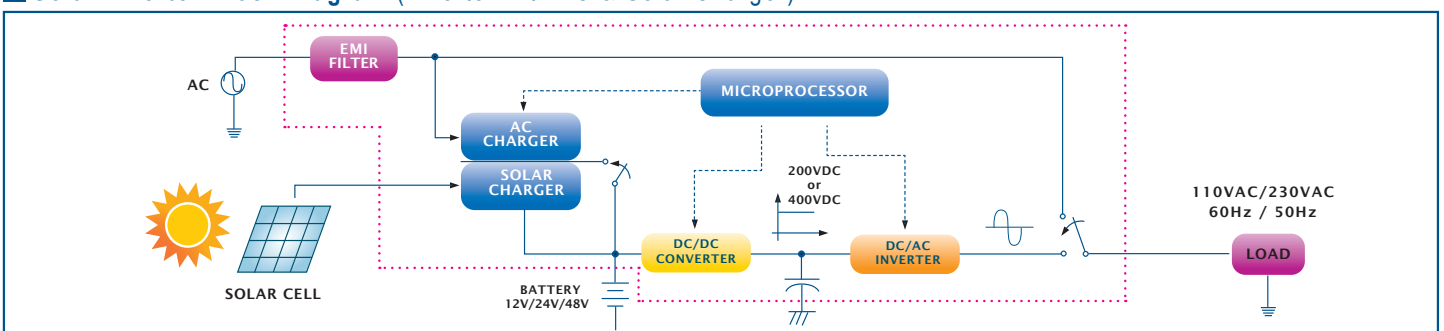 EMI
FILTER
AC
MICROPROCESSOR
AC
CHARGER
SOLAR
CHARGER
200VDC
or
400VDC
110VAC/230VAC
60Hz / 50Hz
DC/DC
CONVERTER
DC/AC
INVERTER
LOAD
SOLAR CELL
BATTERY
12V/24V/48V